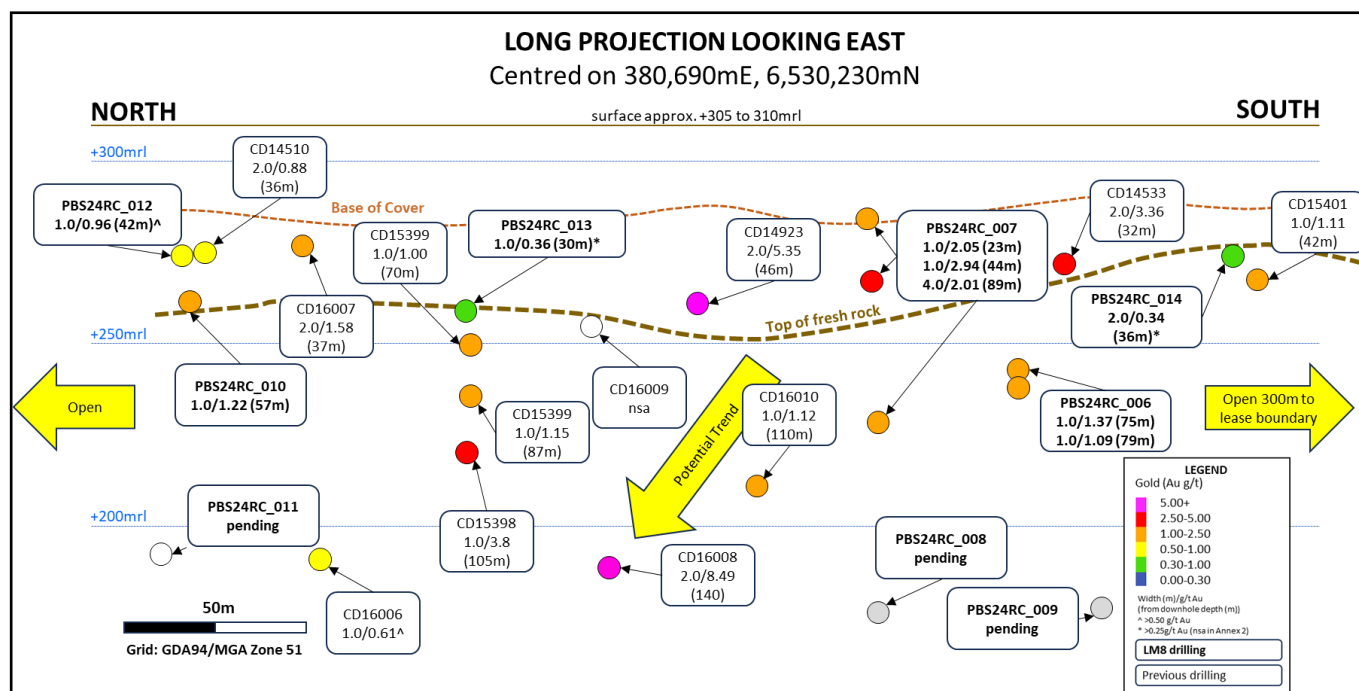 LONG PROJECTION LOOKING EAST
Centred on 380,690mE, 6,530,230mN
NORTH
surface approx. +305 to 310mrl
SOUTH
+300mrl
CD14510
2.0/0.88
(36m)
PBS24RC_012
1.0/0.96 (42m)^
Base of Cover
CD15399
1.0/1.00
(70m)
PBS24RC_013
1.0/0.36 (30m)*
CD14923
2.0/5.35
(46m)
PBS24RC_007
1.0/2.05 (23m)
1.0/2.94 (44m)
4.0/2.01 (89m)
CD14533
2.0/3.36
(32m)
CD15401
1.0/1.11
(42m)
CD16007
2.0/1.58
(37m)
Top of fresh rock
PBS24RC_014
2.0/0.34
(36m)*
+250mrl
PBS24RC_010
1.0/1.22 (57m)
CD16009
nsa
Open
Potential Trend
CD16010
1.0/1.12
(110m)
PBS24RC_006
1.0/1.37 (75m)
1.0/1.09 (79m)
Open 300m to
lease boundary
CD15399
1.0/1.15
(87m)
+200mrl
PBS24RC_011
pending
CD15398
1.0/3.8
(105m)
CD16008
2.0/8.49
(140)
PBS24RC_008
pending
PBS24RC_009
pending
CD16006
1.0/0.61^
50m
Grid: GDA94/MGA Zone 51
LEGEND
Gold (Au g/t)
5.00+
2.50-5.00
1.00-2.50
0.50-1.00
0.30-1.00
0.00-0.30
Width (m)/g/t Au
(from downhole depth (m))
^ >0.50 g/t Au
* >0.25g/t Au (nsa in Annex 2)
LM8 drilling
Previous drilling